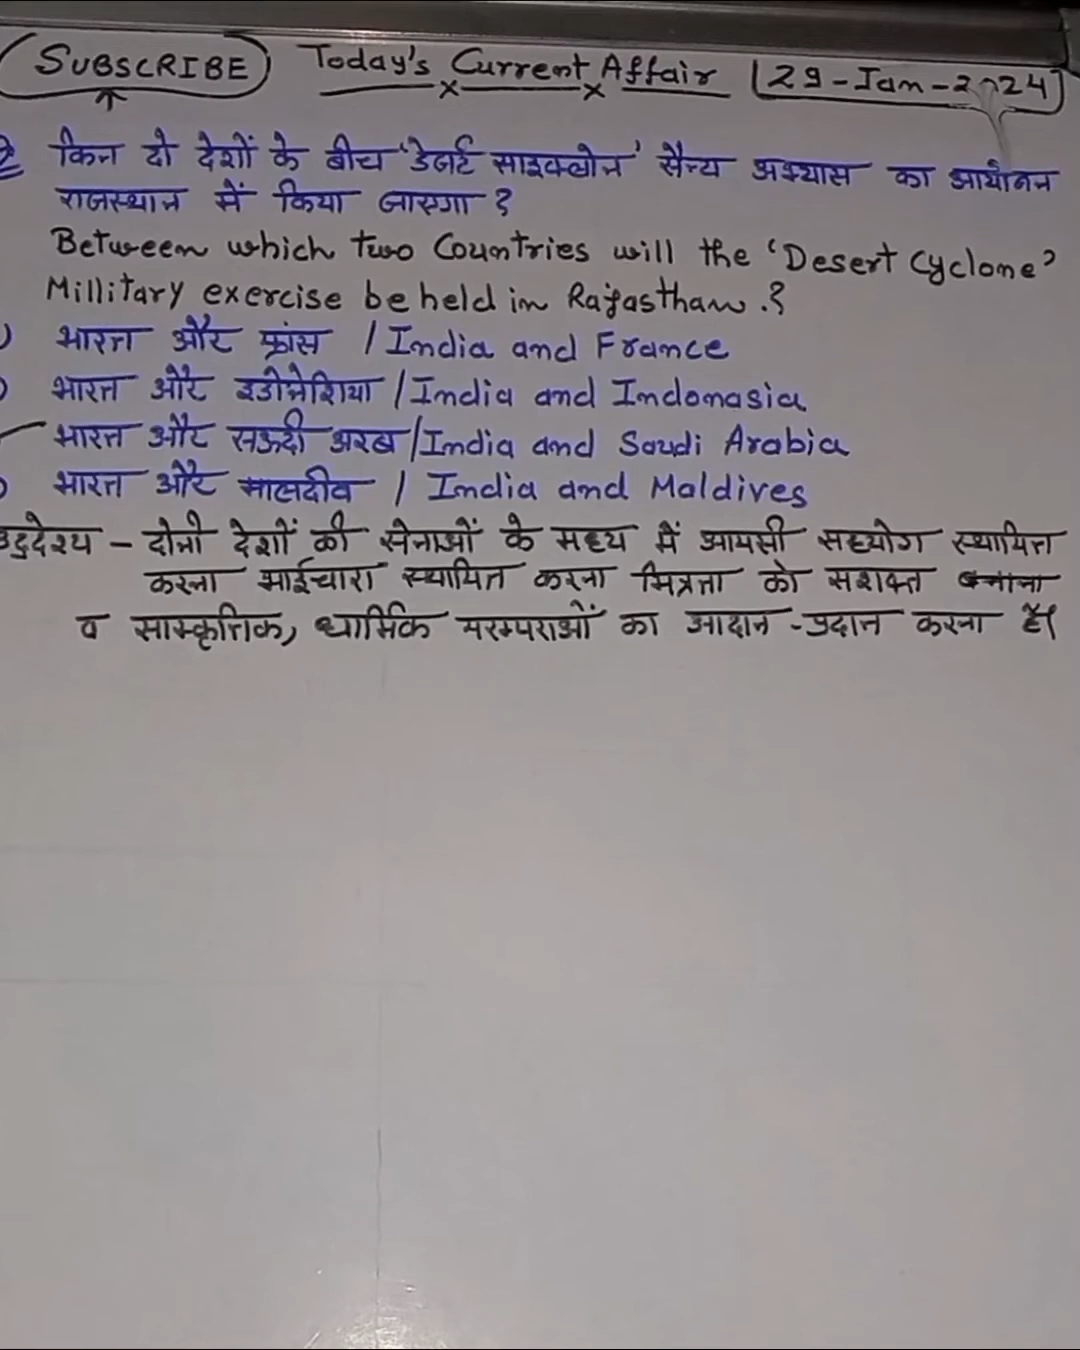 SUBSCRIBE Today's Current Affair 29-Jan-2024
किन दो देशों के बीच 'डेजर्ट साइक्लोन' सैन्य अभ्यास का आयोजन
राजस्थान में किया जाएगा ?
Between which two Countries will the 'Desert Cyclone'
Millitary exercise be held in Rajasthan.?
भारत और फ्रांस / India and France
भारत और इंडोनेशिया / India and Indonasia
भारत और सऊदी अरब / India and Saudi Arabia
भारत और मालदीव / India and Maldives
उद्देश्य - दोनो देशों की सेनाओं के मध्य में आपसी सहयोग स्थापित
करना भाईचारा स्थापित करना मित्रता को सशक्त बनाना
व सास्कृतिक, धार्मिक परम्पराओं का आदान-प्रदान करना है।